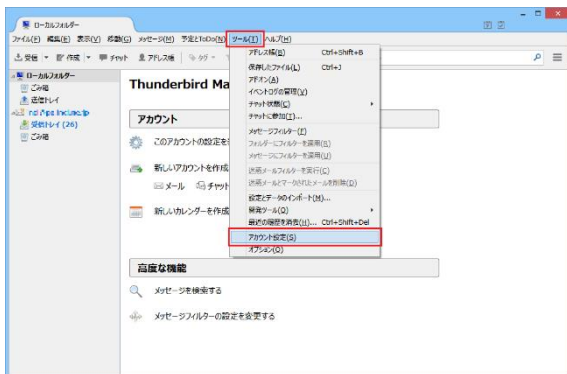 ローカルフォルダー
ファイル(F) 編集(E) 表示(V) 移動(G) メッセージ(M) 予定とToDo(N) ツール(T) ヘルプ(H)
受信 作成 チャット アドレス帳 タグ
ローカルフォルダー
ごみ箱
送信トレイ
受信トレイ (26)
ごみ箱
Thunderbird Ma
アカウント
このアカウントの設定を
新しいアカウントを作成
メール チャット
新しいカレンダーを作成
アドレス帳(B) Ctrl+Shift+B
保存したファイル(L) Ctrl+J
アドオン(A)
イベントログの管理(V)
チャット状態(C)
チャットに参加(I)...
メッセージフィルター(F)
フォルダーにフィルターを適用(R)
メッセージにフィルターを適用(U)
迷惑メールフィルターを実行(C)
迷惑メールとマークされたメールを削除(D)
設定とデータのインポート(M)...
開発ツール(O)
最近の履歴を消去(H)... Ctrl+Shift+Del
アカウント設定(S)
オプション(O)
高度な機能
メッセージを検索する
メッセージフィルターの設定を変更する